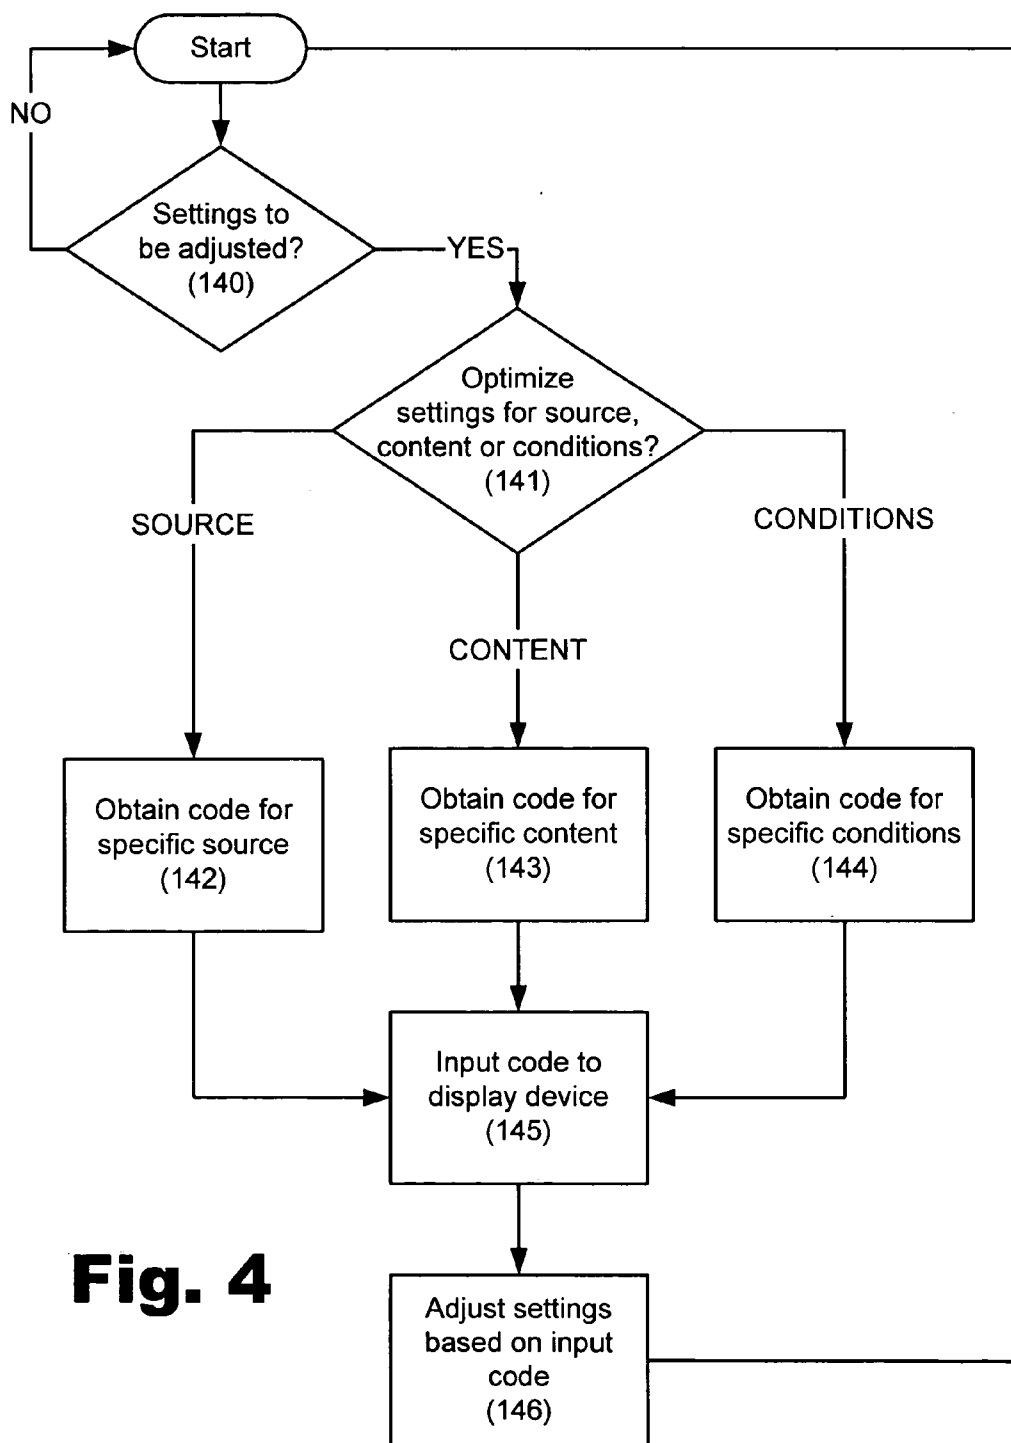 Start
NO
Settings to
be adjusted?
(140)
YES
Optimize
settings for source,
content or conditions?
(141)
SOURCE
CONDITIONS
CONTENT
Obtain code for
specific source
(142)
Obtain code for
specific content
(143)
Obtain code for
specific conditions
(144)
Input code to
display device
(145)
Fig. 4
Adjust settings
based on input
code
(146)